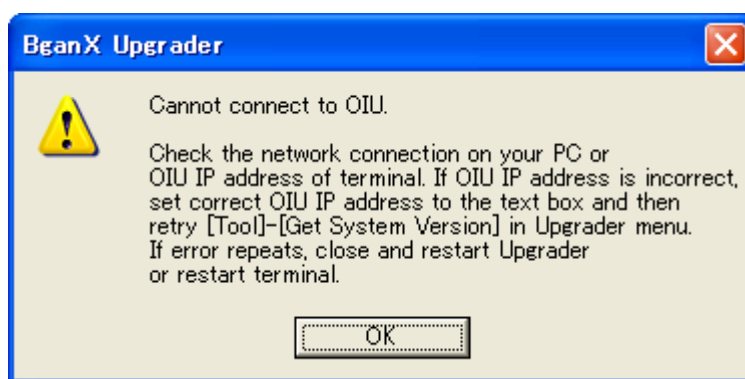 BganX Upgrader
Cannot connect to OIU.
Check the network connection on your PC or
OIU IP address of terminal. If OIU IP address is incorrect,
set correct OIU IP address to the text box and then
retry [Tool]-[Get System Version] in Upgrader menu.
If error repeats, close and restart Upgrader
or restart terminal.
OK